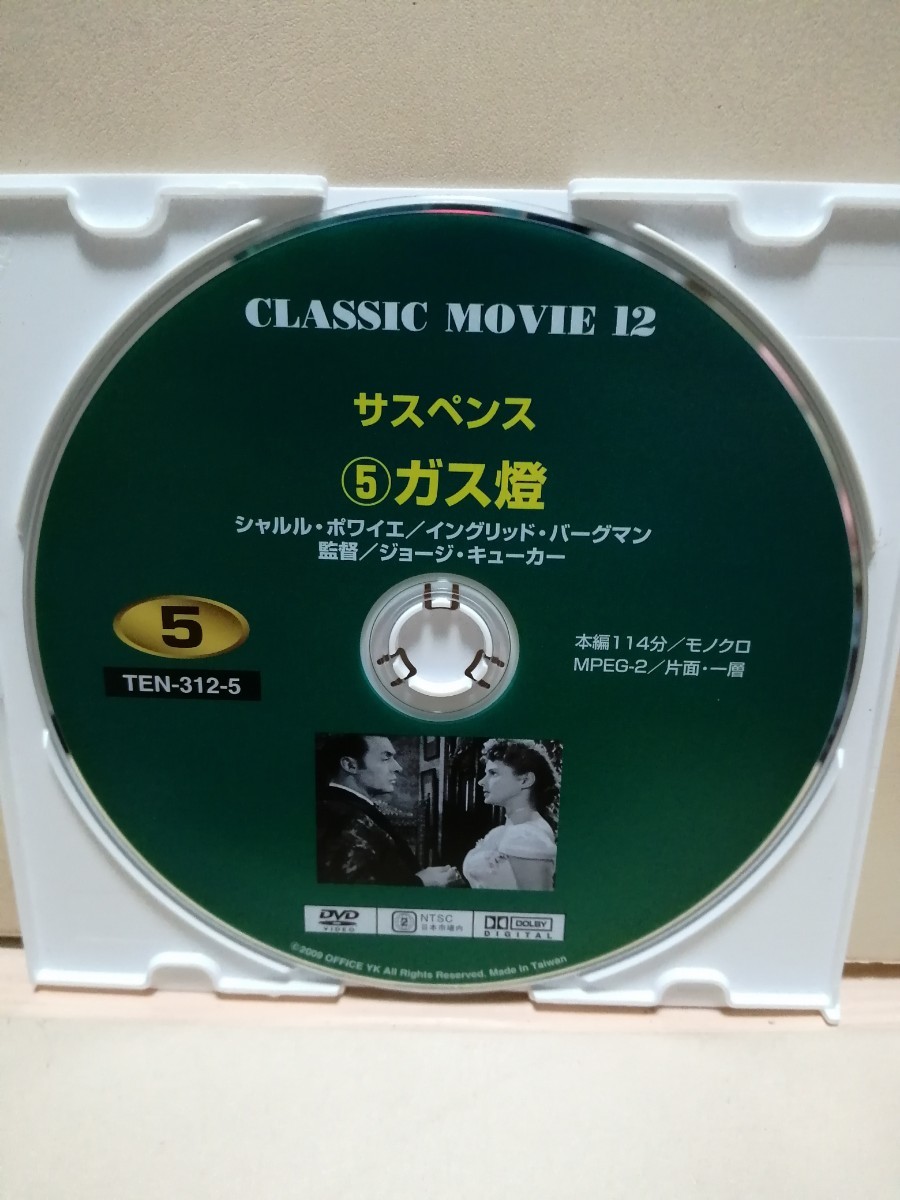 CLASSIC MOVIE 12
サスペンス
⑤ガス燈
シャルル・ボワイエ／イングリッド・バーグマン
監督／ジョージ・キューカー
5
TEN-312-5
本編114分／モノクロ
MPEG-2／片面・一層
DVD
VIDEO
2
NTSC
日本市場内
DOLBY
DIGITAL
©2009 OFFICE YK All Rights Reserved. Made in Taiwan